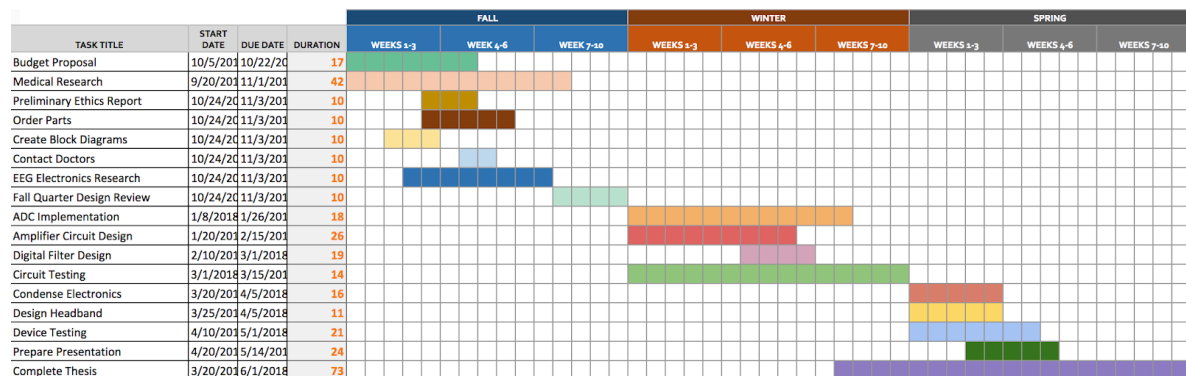 FALL WINTER SPRING
TASK TITLE START DATE DUE DATE DURATION WEEKS 1-3 WEEK 4-6 WEEK 7-10 WEEKS 1-3 WEEKS 4-6 WEEKS 7-10 WEEKS 1-3 WEEKS 4-6 WEEKS 7-10
Budget Proposal 10/5/201 10/22/20 17
Medical Research 9/20/201 11/1/201 42
Preliminary Ethics Report 10/24/20 11/3/201 10
Order Parts 10/24/20 11/3/201 10
Create Block Diagrams 10/24/20 11/3/201 10
Contact Doctors 10/24/20 11/3/201 10
EEG Electronics Research 10/24/20 11/3/201 10
Fall Quarter Design Review 10/24/20 11/3/201 10
ADC Implementation 1/8/2018 1/26/201 18
Amplifier Circuit Design 1/20/201 2/15/201 26
Digital Filter Design 2/10/201 3/1/2018 19
Circuit Testing 3/1/2018 3/15/201 14
Condense Electronics 3/20/201 4/5/2018 16
Design Headband 3/25/201 4/5/2018 11
Device Testing 4/10/201 5/1/2018 21
Prepare Presentation 4/20/201 5/14/201 24
Complete Thesis 3/20/201 6/1/2018 73